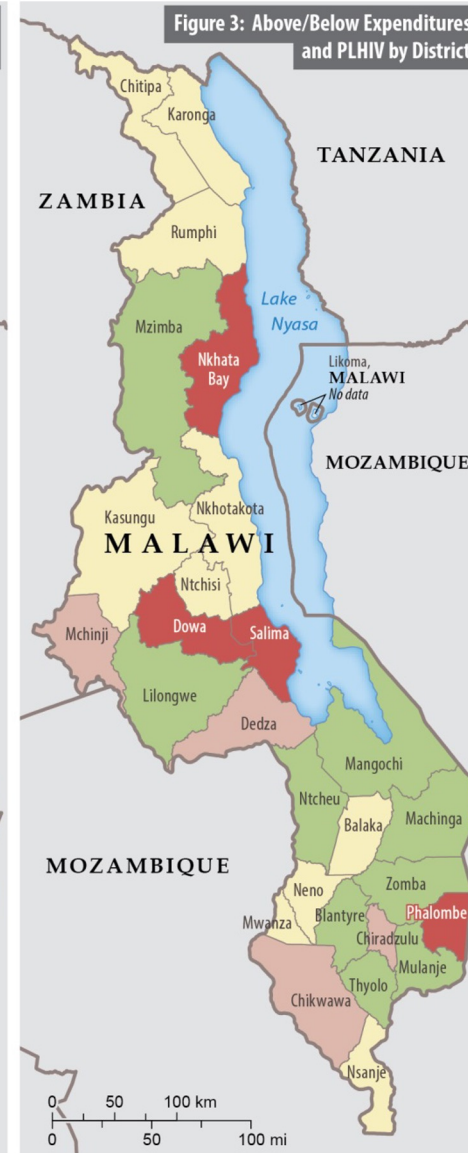 Figure 3: Above/Below Expenditures
and PLHIV by District
Chitipa
Karonga
TANZANIA
ZAMBIA
Rumphi
Lake
Nyasa
Mzimba
Nkhata
Bay
Likoma,
MALAWI
No data
MOZAMBIQUE
Kasungu
Nkhotakota
MALAWI
Ntchisi
Mchinji
Dowa
Salima
Lilongwe
Dedza
Mangochi
Ntcheu
Machinga
Balaka
MOZAMBIQUE
Zomba
Neno
Phalombe
Mwanza
Blantyre
Chiradzulu
Mulanje
Thyolo
Chikwawa
Nsanje
0 50 100 km
0 50 100 mi